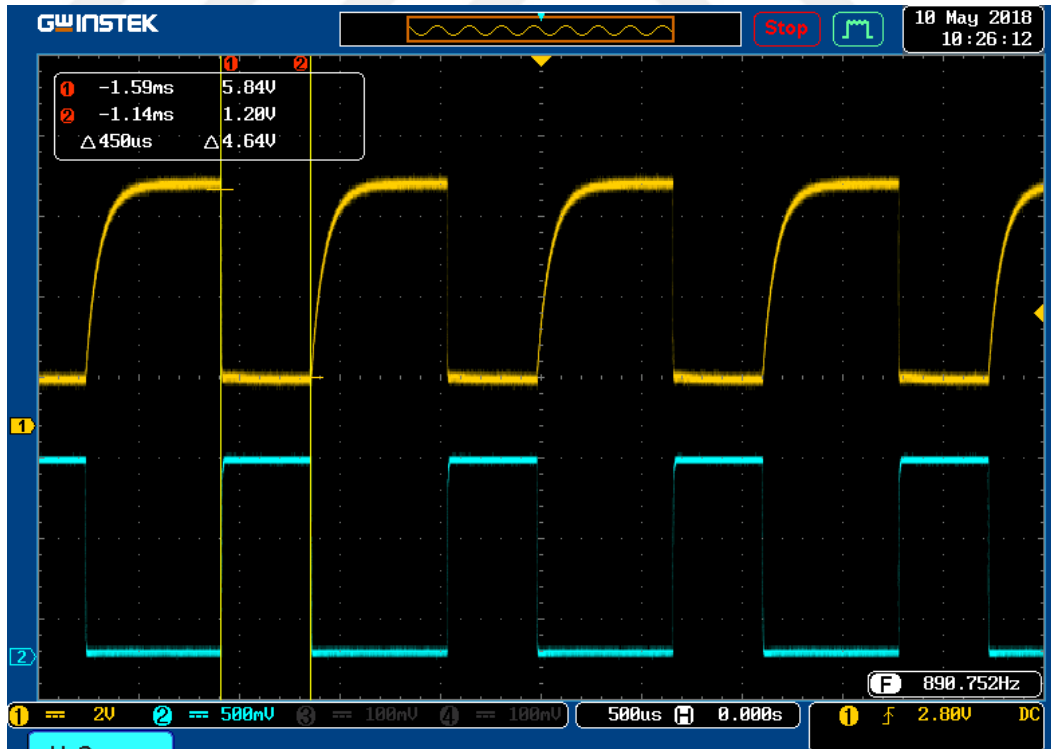 GWINSTEK
Stop
10 May 2018
10:26:12
1 2
1 -1.59ms 5.84V
2 -1.14ms 1.20V
△450us △4.64V
1
2
F 890.752Hz
1 2V 2 500mV 3 100mV 4 100mV 500us H 0.000s 1 2.80V DC